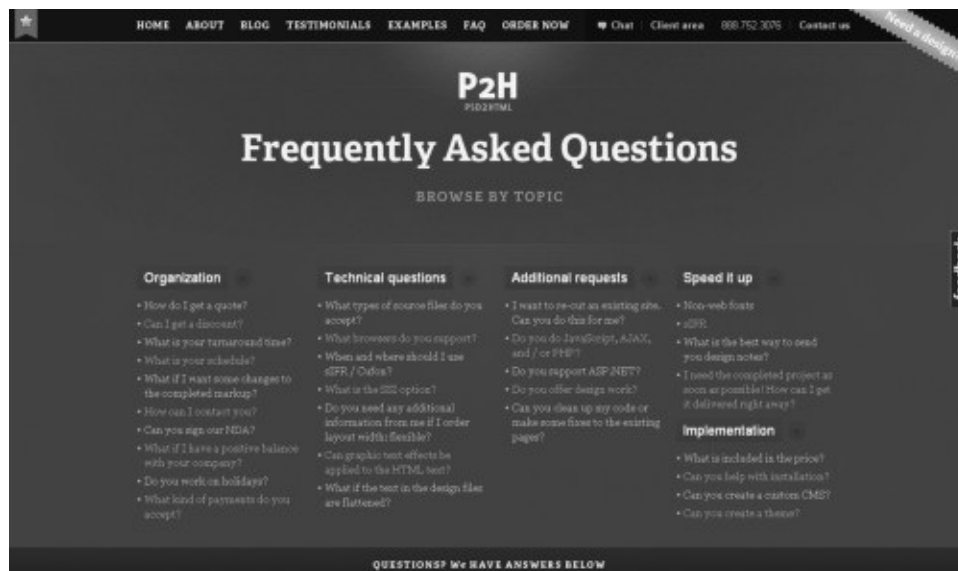 HOME ABOUT BLOG TESTIMONIALS EXAMPLES FAQ ORDER NOW Chat Client area 888.752.3076 Contact us
Need a design
P2H
PSD2HTML
Frequently Asked Questions
BROWSE BY TOPIC
Organization
• How do I get a quote?
• Can I get a discount?
• What is your turnaround time?
• What is your schedule?
• What if I want some changes to
the completed markup?
• How can I contact you?
• Can you sign our NDA?
• What if I have a positive balance
with your company?
• Do you work on holidays?
• What kind of payments do you
accept?
Technical questions
• What types of source files do you
accept?
• What browsers do you support?
• When and where should I use
sIFR / Cufon?
• What is the SSI option?
• Do you need any additional
information from me if I order
layout width: flexible?
• Can graphic text effects be
applied to the HTML text?
• What if the text in the design files
are flattened?
Additional requests
• I want to re-cut an existing site.
Can you do this for me?
• Do you do JavaScript, AJAX,
and / or PHP?
• Do you support ASP.NET?
• Do you offer design work?
• Can you clean up my code or
make some fixes to the existing
pages?
Speed it up
• Non-web fonts
• sIFR
• What is the best way to send
you design notes?
• I need the completed project as
soon as possible! How can I get
it delivered right away?
Implementation
• What is included in the price?
• Can you help with installation?
• Can you create a custom CMS?
• Can you create a theme?
QUESTIONS? We HAVE ANSWERS BELOW